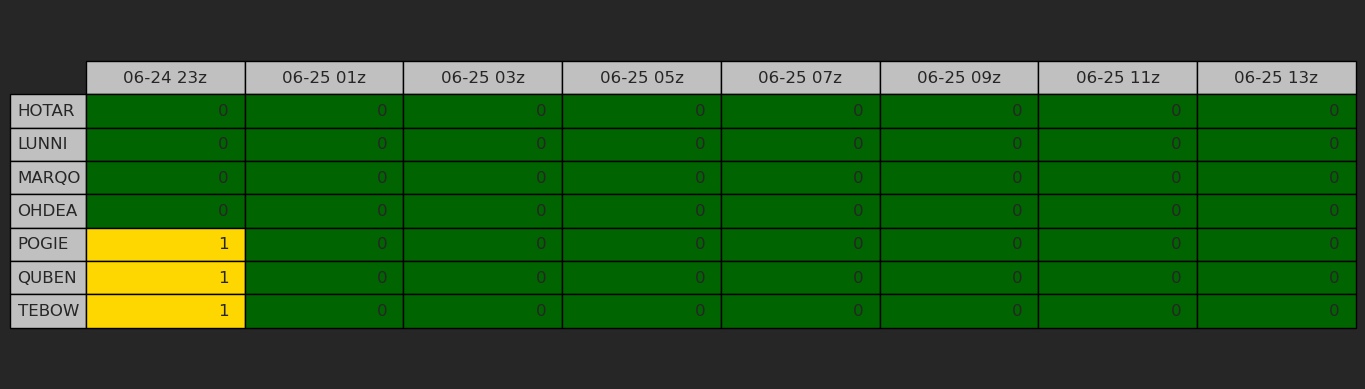 06-24 23z 06-25 01z 06-25 03z 06-25 05z 06-25 07z 06-25 09z 06-25 11z 06-25 13z
HOTAR 0 0 0 0 0 0 0 0
LUNNI 0 0 0 0 0 0 0 0
MARQO 0 0 0 0 0 0 0 0
OHDEA 0 0 0 0 0 0 0 0
POGIE 1 0 0 0 0 0 0 0
QUBEN 1 0 0 0 0 0 0 0
TEBOW 1 0 0 0 0 0 0 0